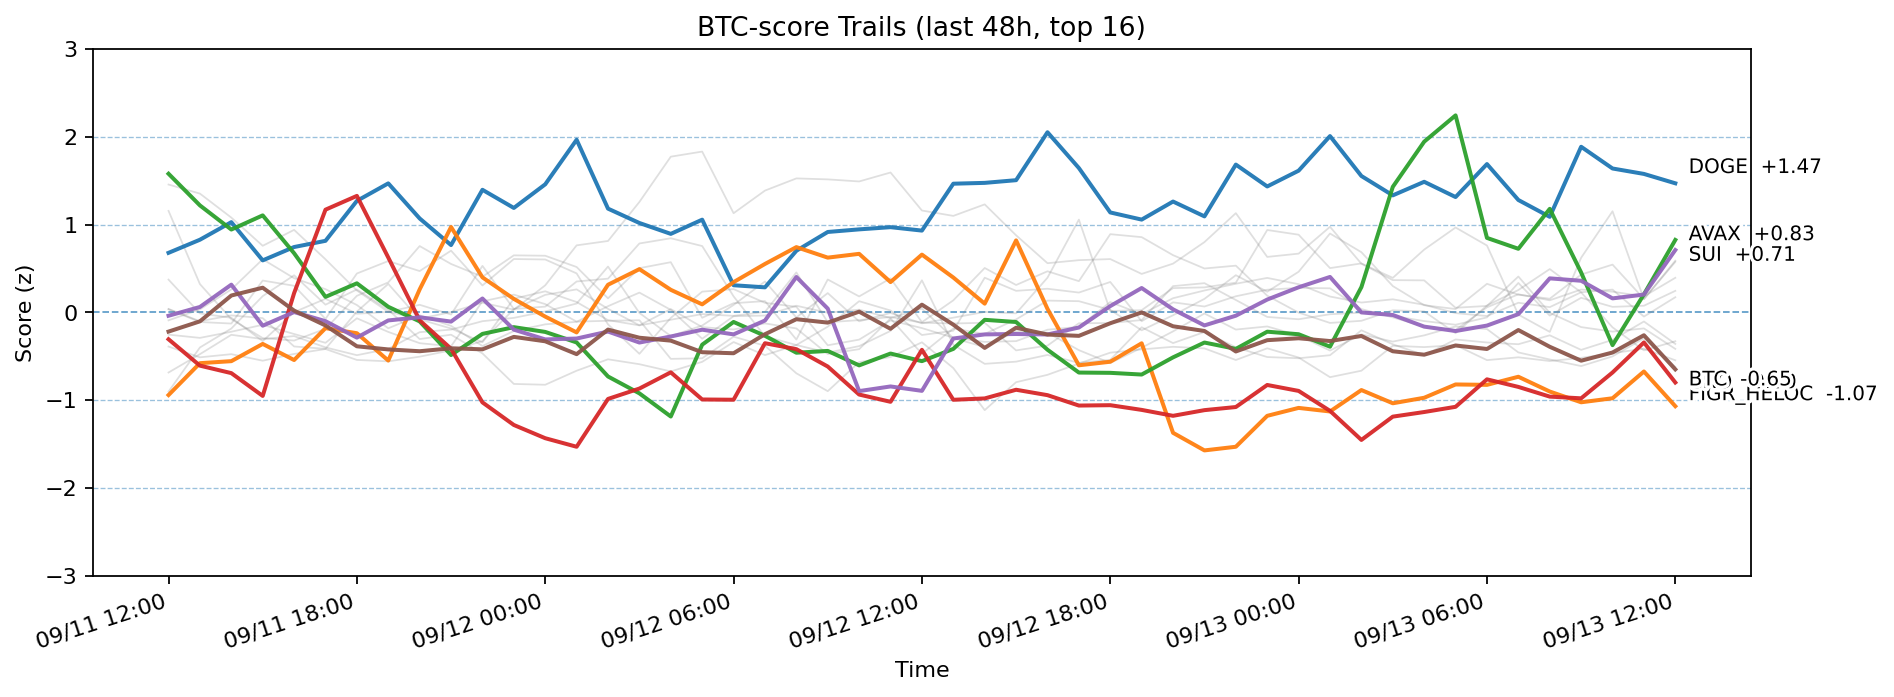 BTC-score Trails (last 48h, top 16)
3
2
1
0
−1
−2
−3
Score (z)
DOGE +1.47
AVAX +0.83
SUI +0.71
BTC -0.65
FIGR_HELOC -1.07
09/11 12:00
09/11 18:00
09/12 00:00
09/12 06:00
09/12 12:00
09/12 18:00
09/13 00:00
09/13 06:00
09/13 12:00
Time